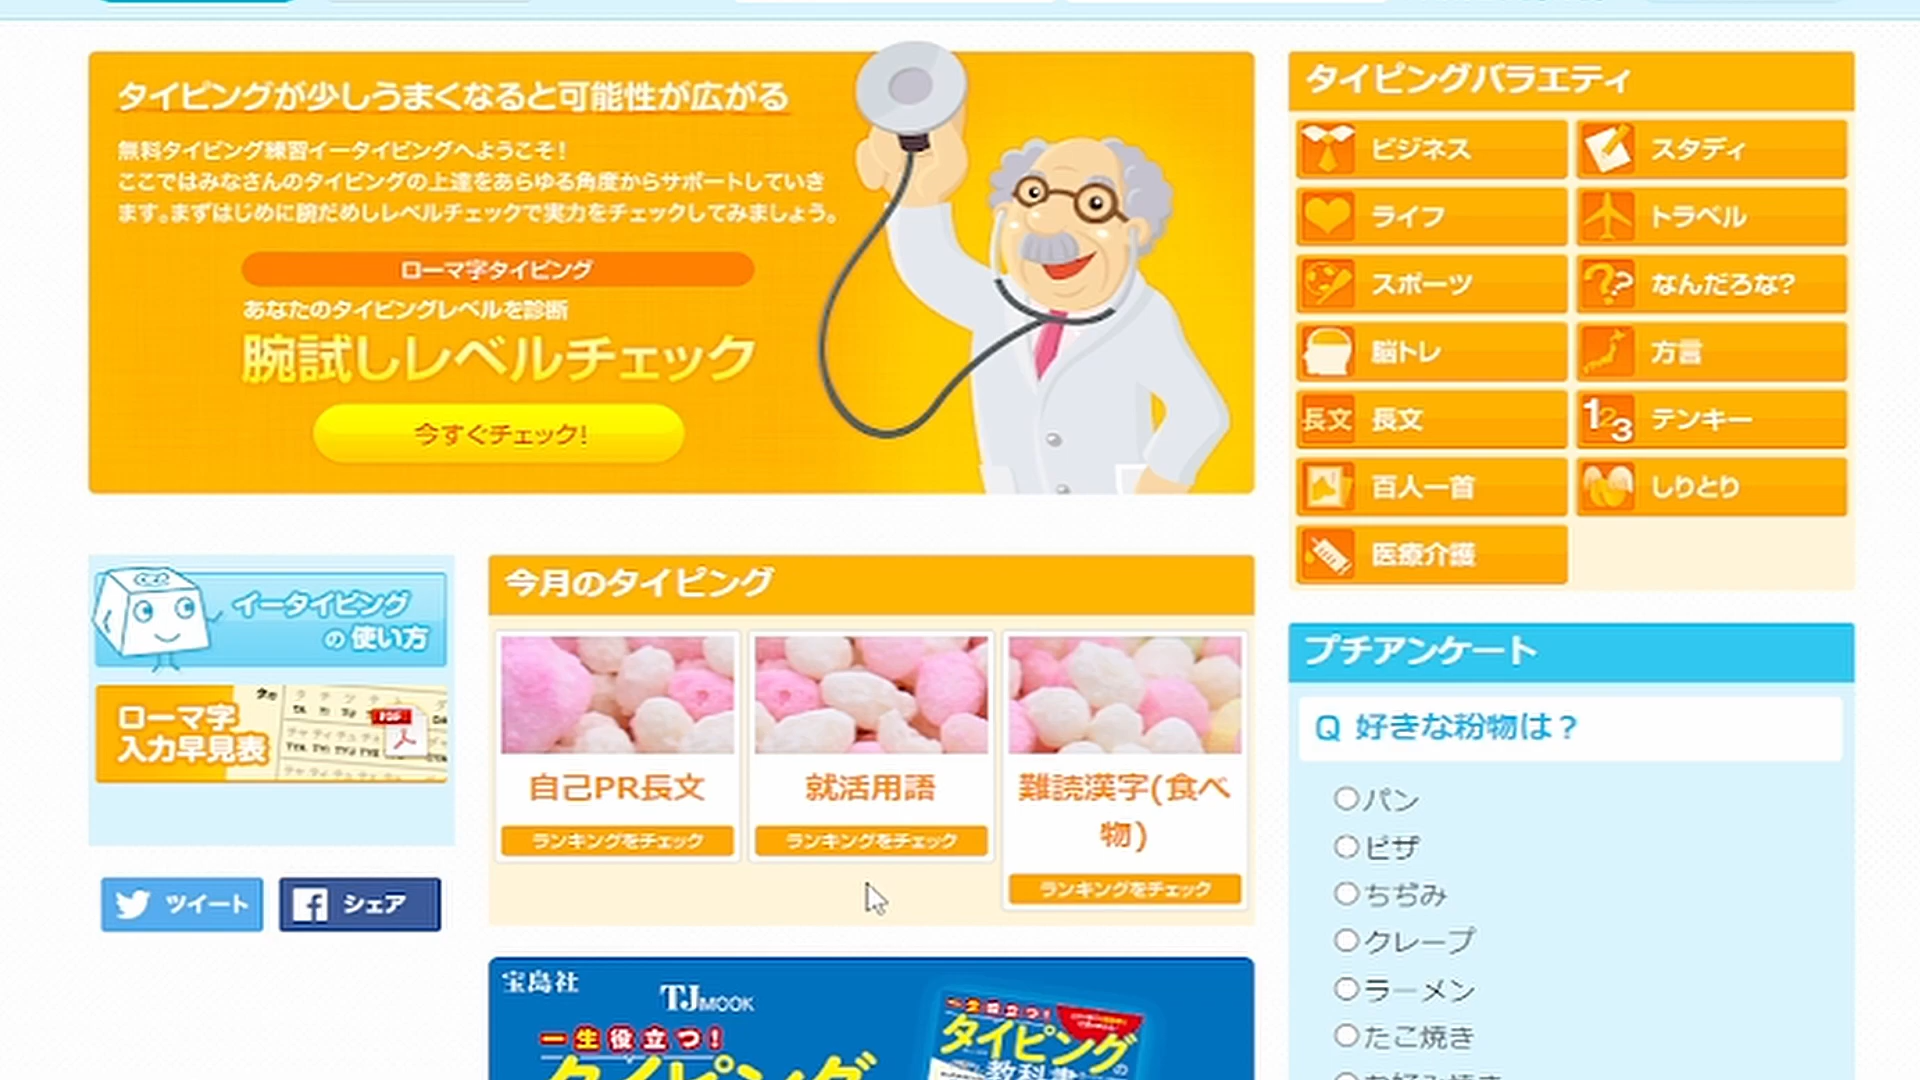 タイピングが少しうまくなると可能性が広がる
無料タイピング練習イータイピングへようこそ！
ここではみなさんのタイピングの上達をあらゆる角度からサポートしていき
ます。まずはじめに腕だめしレベルチェックで実力をチェックしてみましょう。
ローマ字タイピング
あなたのタイピングレベルを診断
腕試しレベルチェック
今すぐチェック！
タイピングバラエティ
ビジネス
スタディ
ライフ
トラベル
スポーツ
なんだろな?
脳トレ
方言
長文 長文
123 テンキー
百人一首
しりとり
医療介護
イータイピング
の使い方
ローマ字
入力早見表
PDF
ツイート
シェア
今月のタイピング
自己PR長文
ランキングをチェック
就活用語
ランキングをチェック
難読漢字(食べ
物)
ランキングをチェック
プチアンケート
Q 好きな粉物は？
パン
ピザ
ちぢみ
クレープ
ラーメン
たこ焼き
宝島社
TJMOOK
一生役立つ！
タイピング
一生役立つ！
タイピングの
教科書